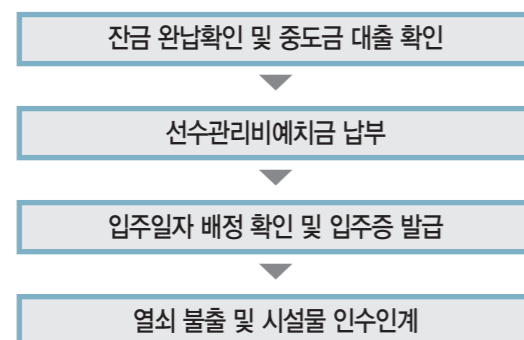 잔금 완납확인 및 중도금 대출 확인
선수관리비예치금 납부
입주일자 배정 확인 및 입주증 발급
열쇠 불출 및 시설물 인수인계